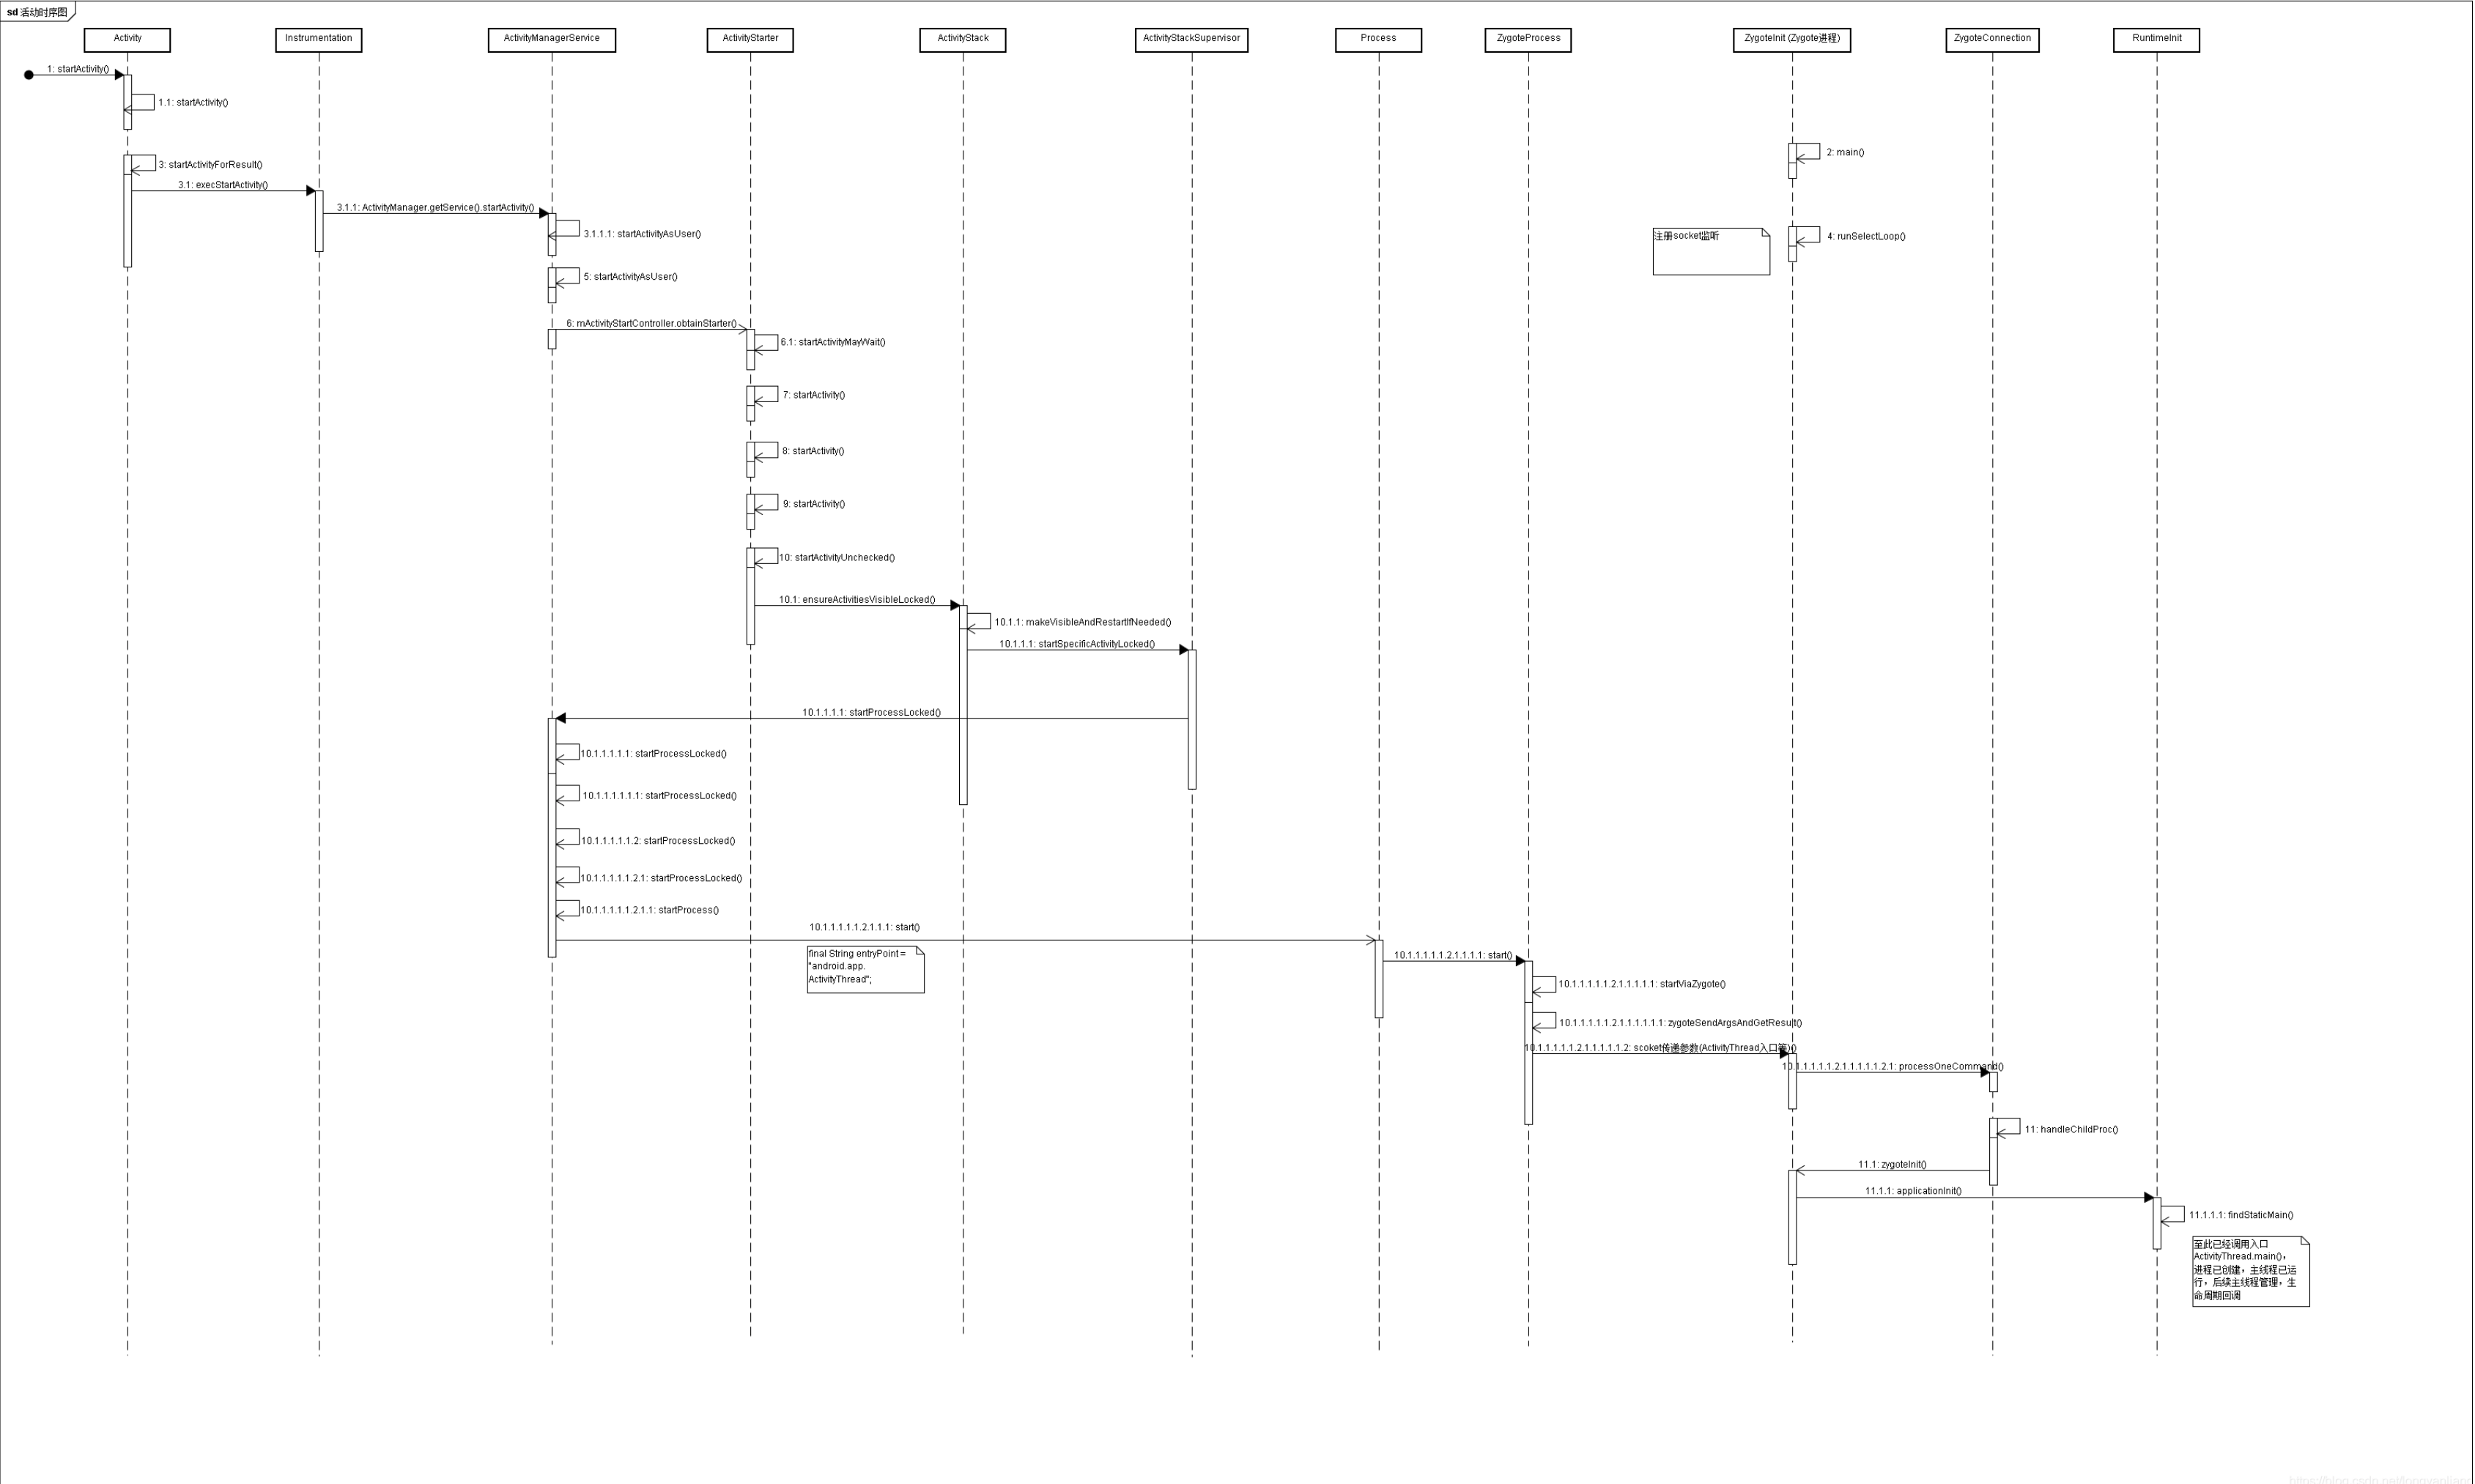 sd 活动时序图
Activity
Instrumentation
ActivityManagerService
ActivityStarter
ActivityStack
ActivityStackSupervisor
Process
ZygoteProcess
ZygoteInit (Zygote进程)
ZygoteConnection
RuntimeInit
1: startActivity()
1.1: startActivity()
2: main()
3: startActivityForResult()
3.1: execStartActivity()
3.1.1: ActivityManager.getService().startActivity()
3.1.1.1: startActivityAsUser()
注册socket监听
4: runSelectLoop()
5: startActivityAsUser()
6: mActivityStartController.obtainStarter()
6.1: startActivityMayWait()
7: startActivity()
8: startActivity()
9: startActivity()
10: startActivityUnchecked()
10.1: ensureActivitiesVisibleLocked()
10.1.1: makeVisibleAndRestartIfNeeded()
10.1.1.1: startSpecificActivityLocked()
10.1.1.1.1: startProcessLocked()
10.1.1.1.1.1: startProcessLocked()
10.1.1.1.1.1.1: startProcessLocked()
10.1.1.1.1.1.2: startProcessLocked()
10.1.1.1.1.1.2.1: startProcessLocked()
10.1.1.1.1.1.2.1.1: startProcess()
10.1.1.1.1.1.2.1.1.1: start()
final String entryPoint =
"android.app.
ActivityThread";
10.1.1.1.1.1.2.1.1.1.1: start()
10.1.1.1.1.1.2.1.1.1.1.1: startViaZygote()
10.1.1.1.1.1.2.1.1.1.1.1.1: zygoteSendArgsAndGetResult()
10.1.1.1.1.1.2.1.1.1.1.1.2: scoket传递参数(ActivityThread入口等)()
10.1.1.1.1.1.2.1.1.1.1.1.2.1: processOneCommand()
11: handleChildProc()
11.1: zygoteInit()
11.1.1: applicationInit()
11.1.1.1: findStaticMain()
至此已经调用入口
ActivityThread.main(),
进程已创建，主线程已运
行，后续主线程管理，生
命周期回调